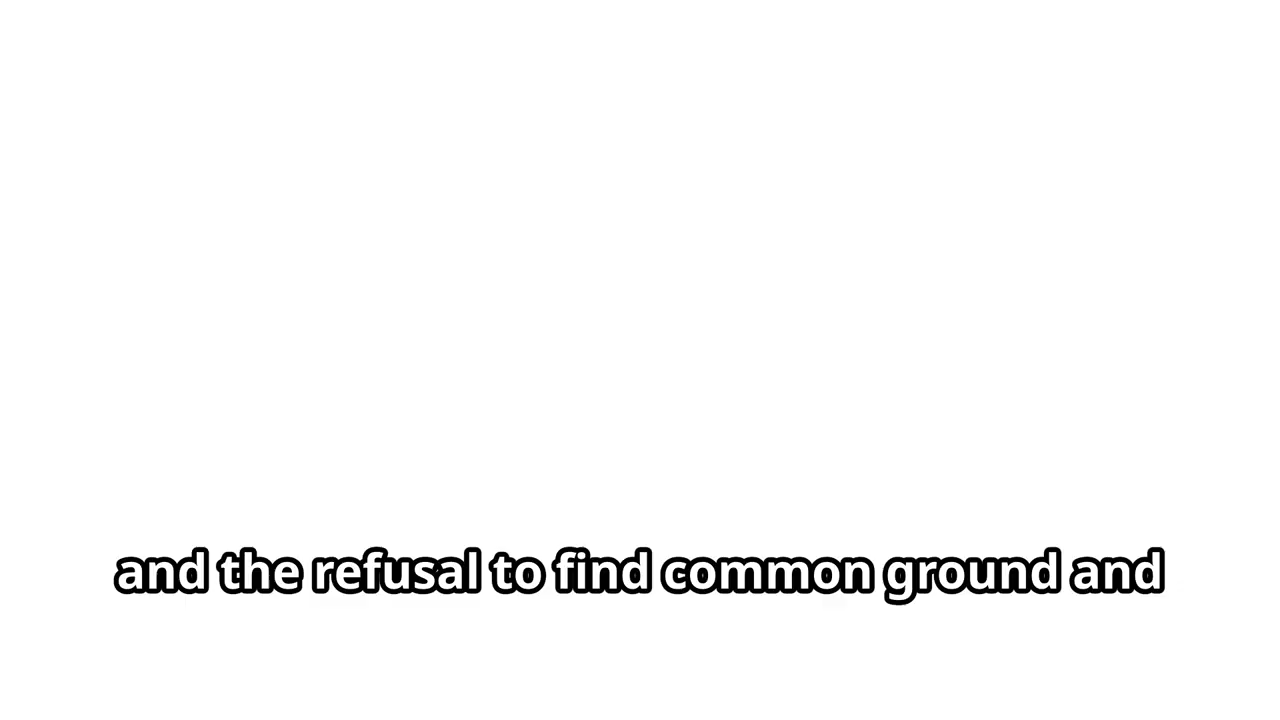 and the refusal to find common ground and